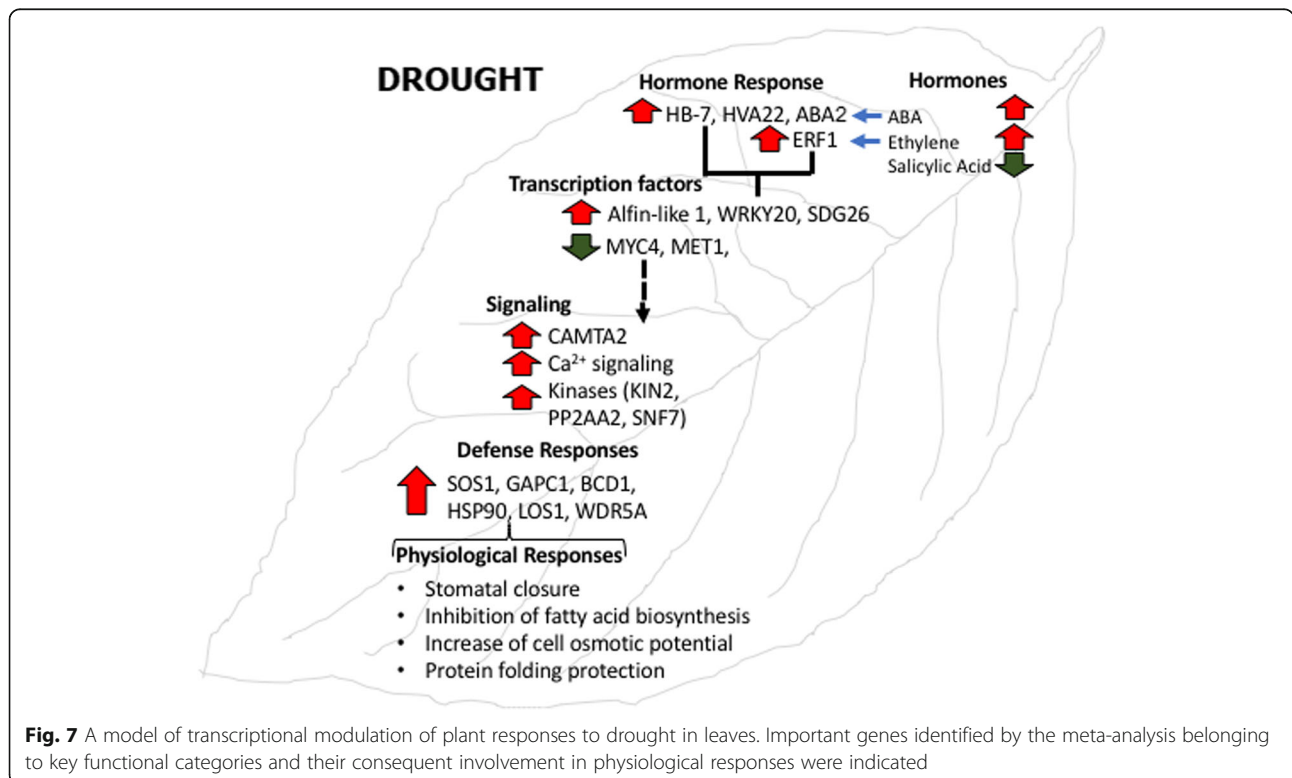 DROUGHT
Hormone Response
Hormones
HB-7, HVA22, ABA2
ABA
ERF1
Ethylene
Salicylic Acid
Transcription factors
Alfin-like 1, WRKY20, SDG26
MYC4, MET1,
Signaling
CAMTA2
Ca²⁺ signaling
Kinases (KIN2,
PP2AA2, SNF7)
Defense Responses
SOS1, GAPC1, BCD1,
HSP90, LOS1, WDR5A
Physiological Responses
• Stomatal closure
• Inhibition of fatty acid biosynthesis
• Increase of cell osmotic potential
• Protein folding protection
Fig. 7 A model of transcriptional modulation of plant responses to drought in leaves. Important genes identified by the meta-analysis belonging
to key functional categories and their consequent involvement in physiological responses were indicated